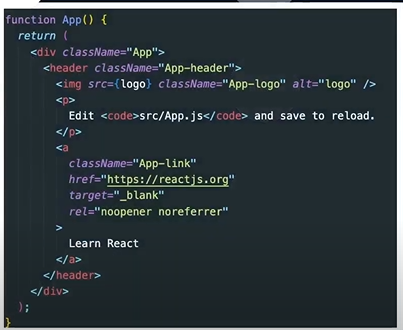 function App() {
return (
<div className="App">
<header className="App-header">
<img src={logo} className="App-logo" alt="logo" />
<p>
Edit <code>src/App.js</code> and save to reload.
</p>
<a
className="App-link"
href="https://reactjs.org"
target="_blank"
rel="noopener noreferrer"
>
Learn React
</a>
</header>
</div>
);
}